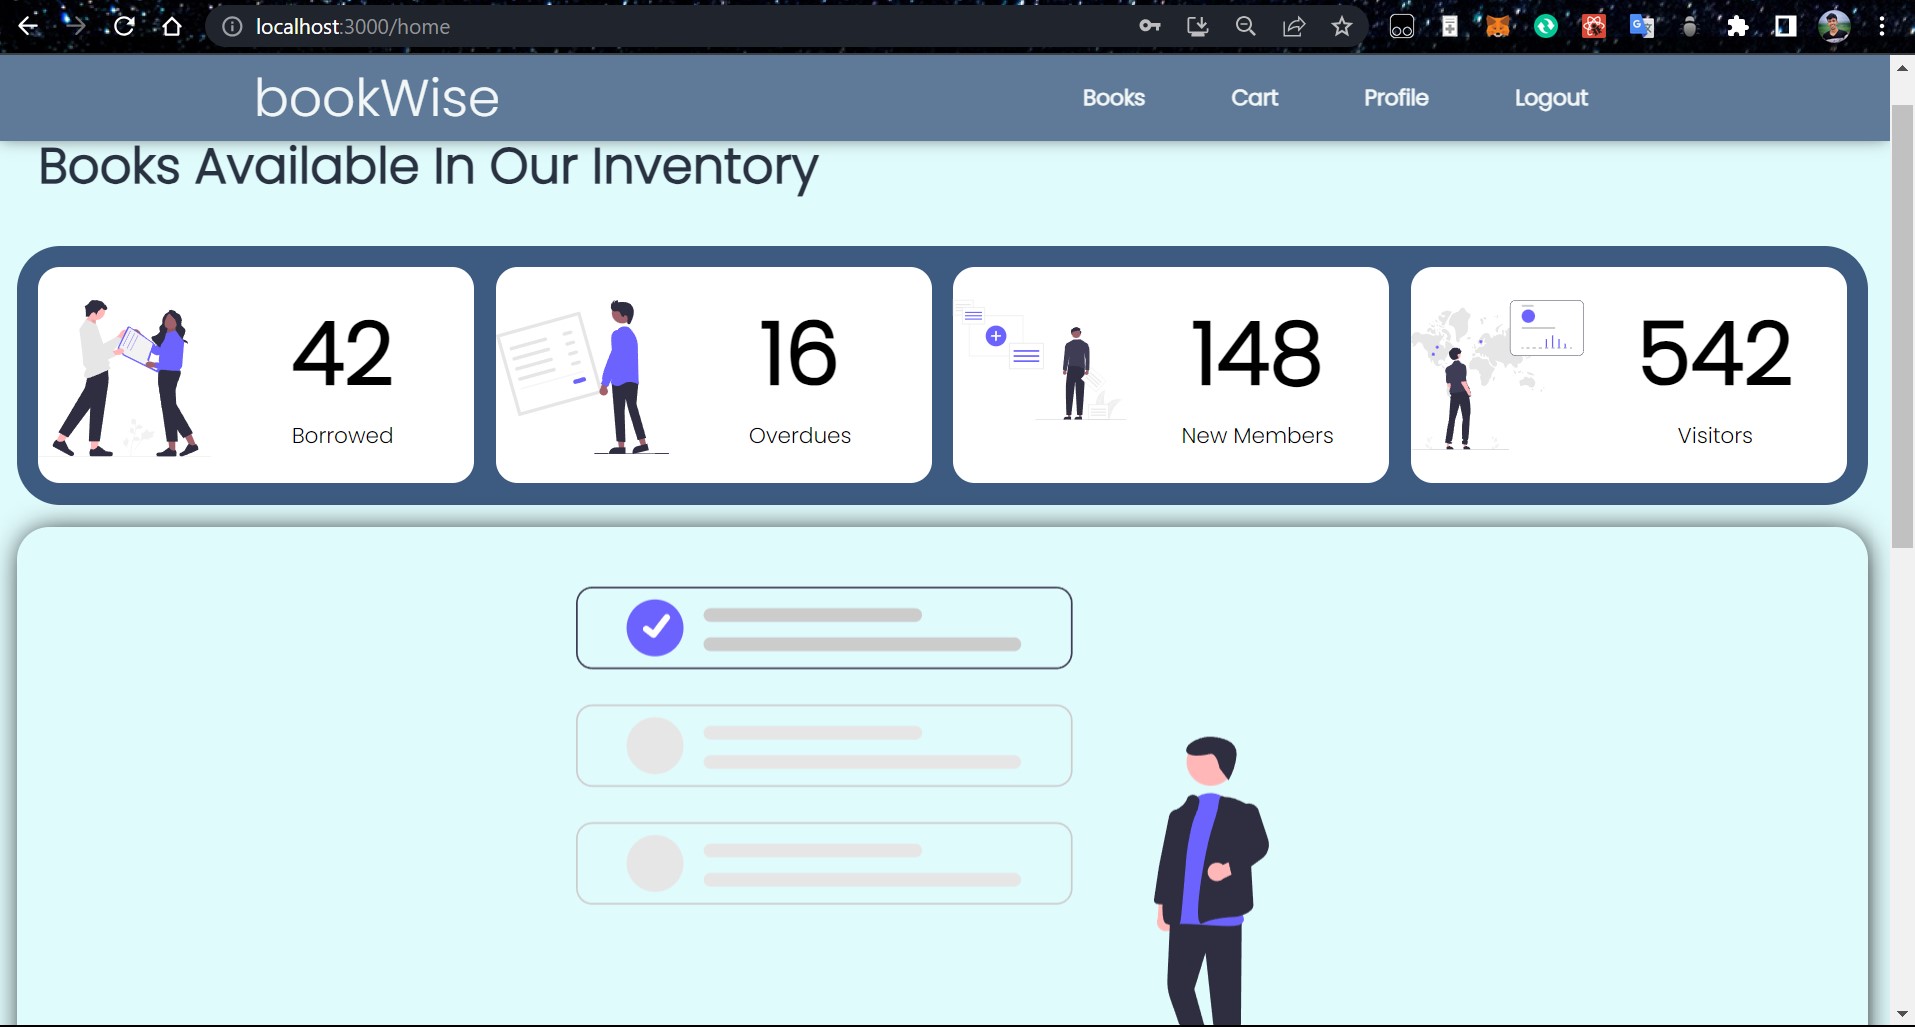 localhost:3000/home
bookWise
Books Cart Profile Logout
Books Available In Our Inventory
42
Borrowed
16
Overdues
148
New Members
542
Visitors